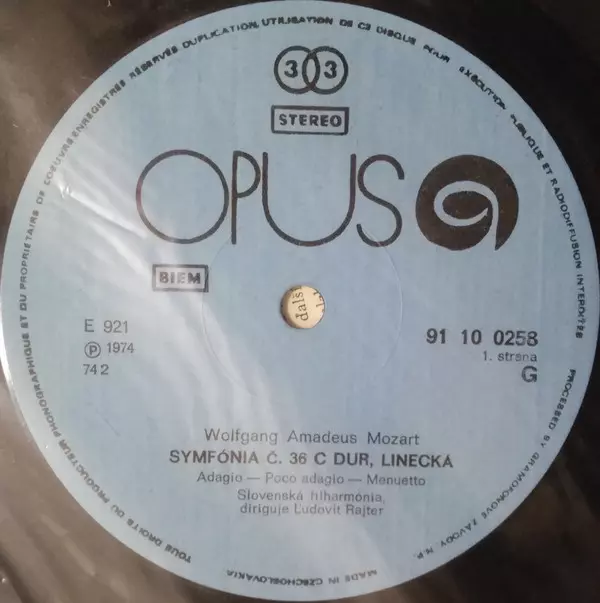 TOUS DROITS DU PRODUCTEUR PHONOGRAPHIQUE ET DU PROPRIETAIRE DE L'OEUVRE ENREGISTRÉS RÉSERVÉS DUPLICATION, UTILISATION DE CE DISQUE POUR EXÉCUTION PUBLIQUE ET RADIODIFFUSION INTERDITES
PROCESSED BY GRAMOFONOVÉ ZÁVODY, N.P.
33
STEREO
OPUS
BIEM
ďalši
E 921
℗ 1974
74 2
91 10 0258
1. strana
G
Wolfgang Amadeus Mozart
SYMFÓNIA Č. 36 C DUR, LINECKÁ
Adagio — Poco adagio — Menuetto
Slovenská filharmónia,
diriguje Ľudovít Rajter
MADE IN CZECHOSLOVAKIA